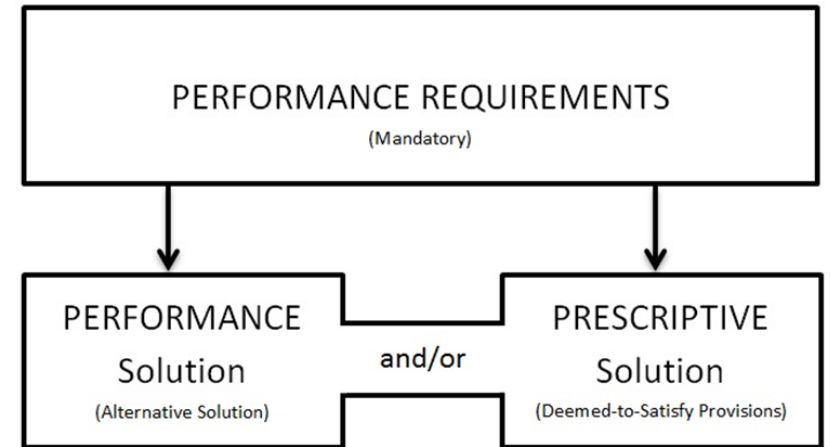 PERFORMANCE REQUIREMENTS
(Mandatory)
PERFORMANCE
Solution
(Alternative Solution)
and/or
PRESCRIPTIVE
Solution
(Deemed-to-Satisfy Provisions)